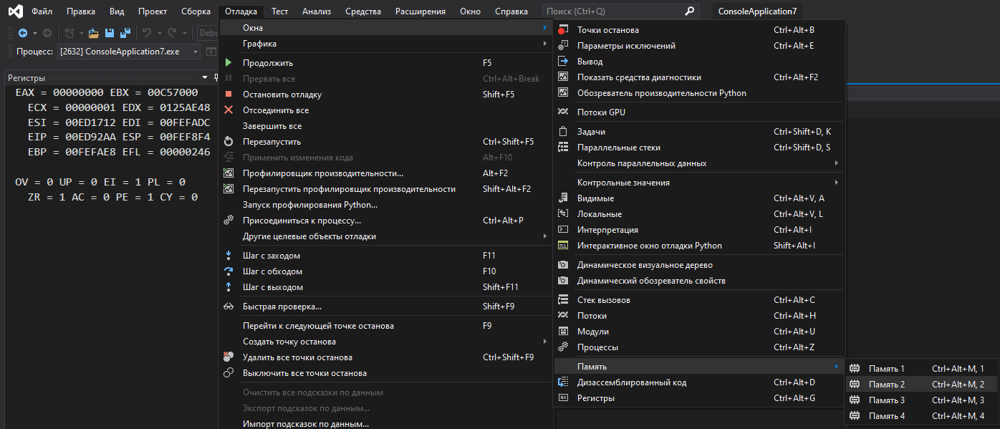 Файл Правка Вид Проект Сборка Отладка Тест Анализ Средства Расширения Окно Справка Поиск (Ctrl+Q) ConsoleApplication7
Debu
Процесс: [2632] ConsoleApplication7.exe
Регистры
EAX = 00000000 EBX = 00C57000
ECX = 00000001 EDX = 0125AE48
ESI = 00ED1712 EDI = 00FEFADC
EIP = 00ED92AA ESP = 00FEF8F4
EBP = 00FEFAE8 EFL = 00000246
OV = 0 UP = 0 EI = 1 PL = 0
ZR = 1 AC = 0 PE = 1 CY = 0
Окна
Графика
Продолжить F5
Прервать все Ctrl+Alt+Break
Остановить отладку Shift+F5
Отсоединить все
Завершить все
Перезапустить Ctrl+Shift+F5
Применить изменения кода Alt+F10
Профилировщик производительности... Alt+F2
Перезапустить профилировщик производительности Shift+Alt+F2
Запуск профилирования Python...
Присоединиться к процессу... Ctrl+Alt+P
Другие целевые объекты отладки
Шаг с заходом F11
Шаг с обходом F10
Шаг с выходом Shift+F11
Быстрая проверка... Shift+F9
Перейти к следующей точке останова F9
Создать точку останова
Удалить все точки останова Ctrl+Shift+F9
Выключить все точки останова
Очистить все подсказки по данным
Экспорт подсказок по данным...
Импорт подсказок по данным...
Точки останова Ctrl+Alt+B
Параметры исключений Ctrl+Alt+E
Вывод
Показать средства диагностики Ctrl+Alt+F2
Обозреватель производительности Python
Потоки GPU
Задачи Ctrl+Shift+D, K
Параллельные стеки Ctrl+Shift+D, S
Контроль параллельных данных
Контрольные значения
Видимые Ctrl+Alt+V, A
Локальные Ctrl+Alt+V, L
Интерпретация Ctrl+Alt+I
Интерактивное окно отладки Python Shift+Alt+I
Динамическое визуальное дерево
Динамический обозреватель свойств
Стек вызовов Ctrl+Alt+C
Потоки Ctrl+Alt+H
Модули Ctrl+Alt+U
Процессы Ctrl+Alt+Z
Память
Дизассемблированный код Ctrl+Alt+D
Регистры Ctrl+Alt+G
Память 1 Ctrl+Alt+M, 1
Память 2 Ctrl+Alt+M, 2
Память 3 Ctrl+Alt+M, 3
Память 4 Ctrl+Alt+M, 4